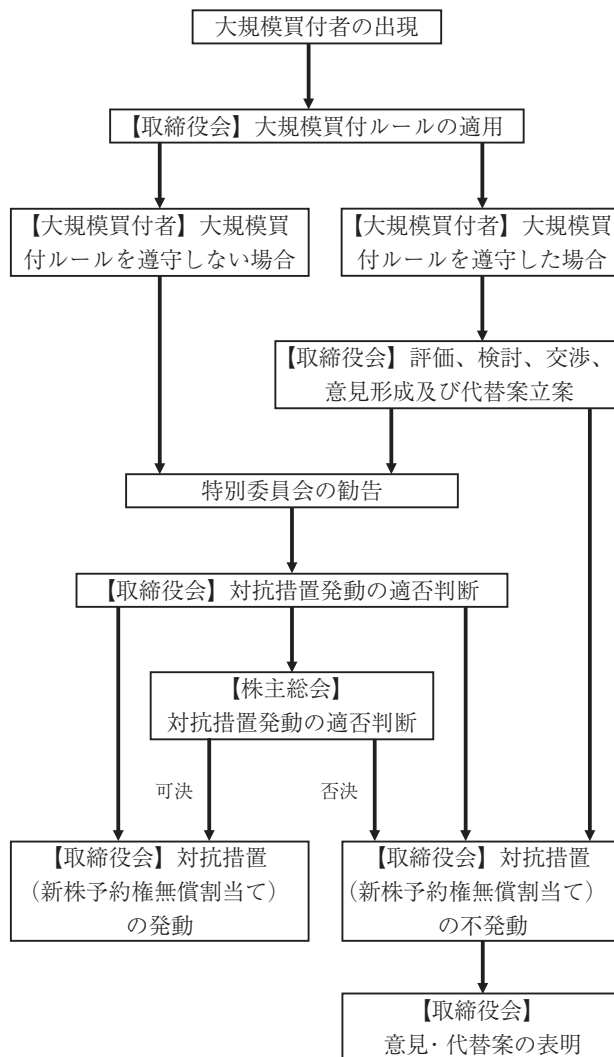 大規模買付者の出現
【取締役会】大規模買付ルールの適用
【大規模買付者】大規模買
付ルールを遵守しない場合
【大規模買付者】大規模買
付ルールを遵守した場合
【取締役会】評価、検討、交渉、
意見形成及び代替案立案
特別委員会の勧告
【取締役会】対抗措置発動の適否判断
【株主総会】
対抗措置発動の適否判断
可決
否決
【取締役会】対抗措置
（新株予約権無償割当て）
の発動
【取締役会】対抗措置
（新株予約権無償割当て）
の不発動
【取締役会】
意見・代替案の表明